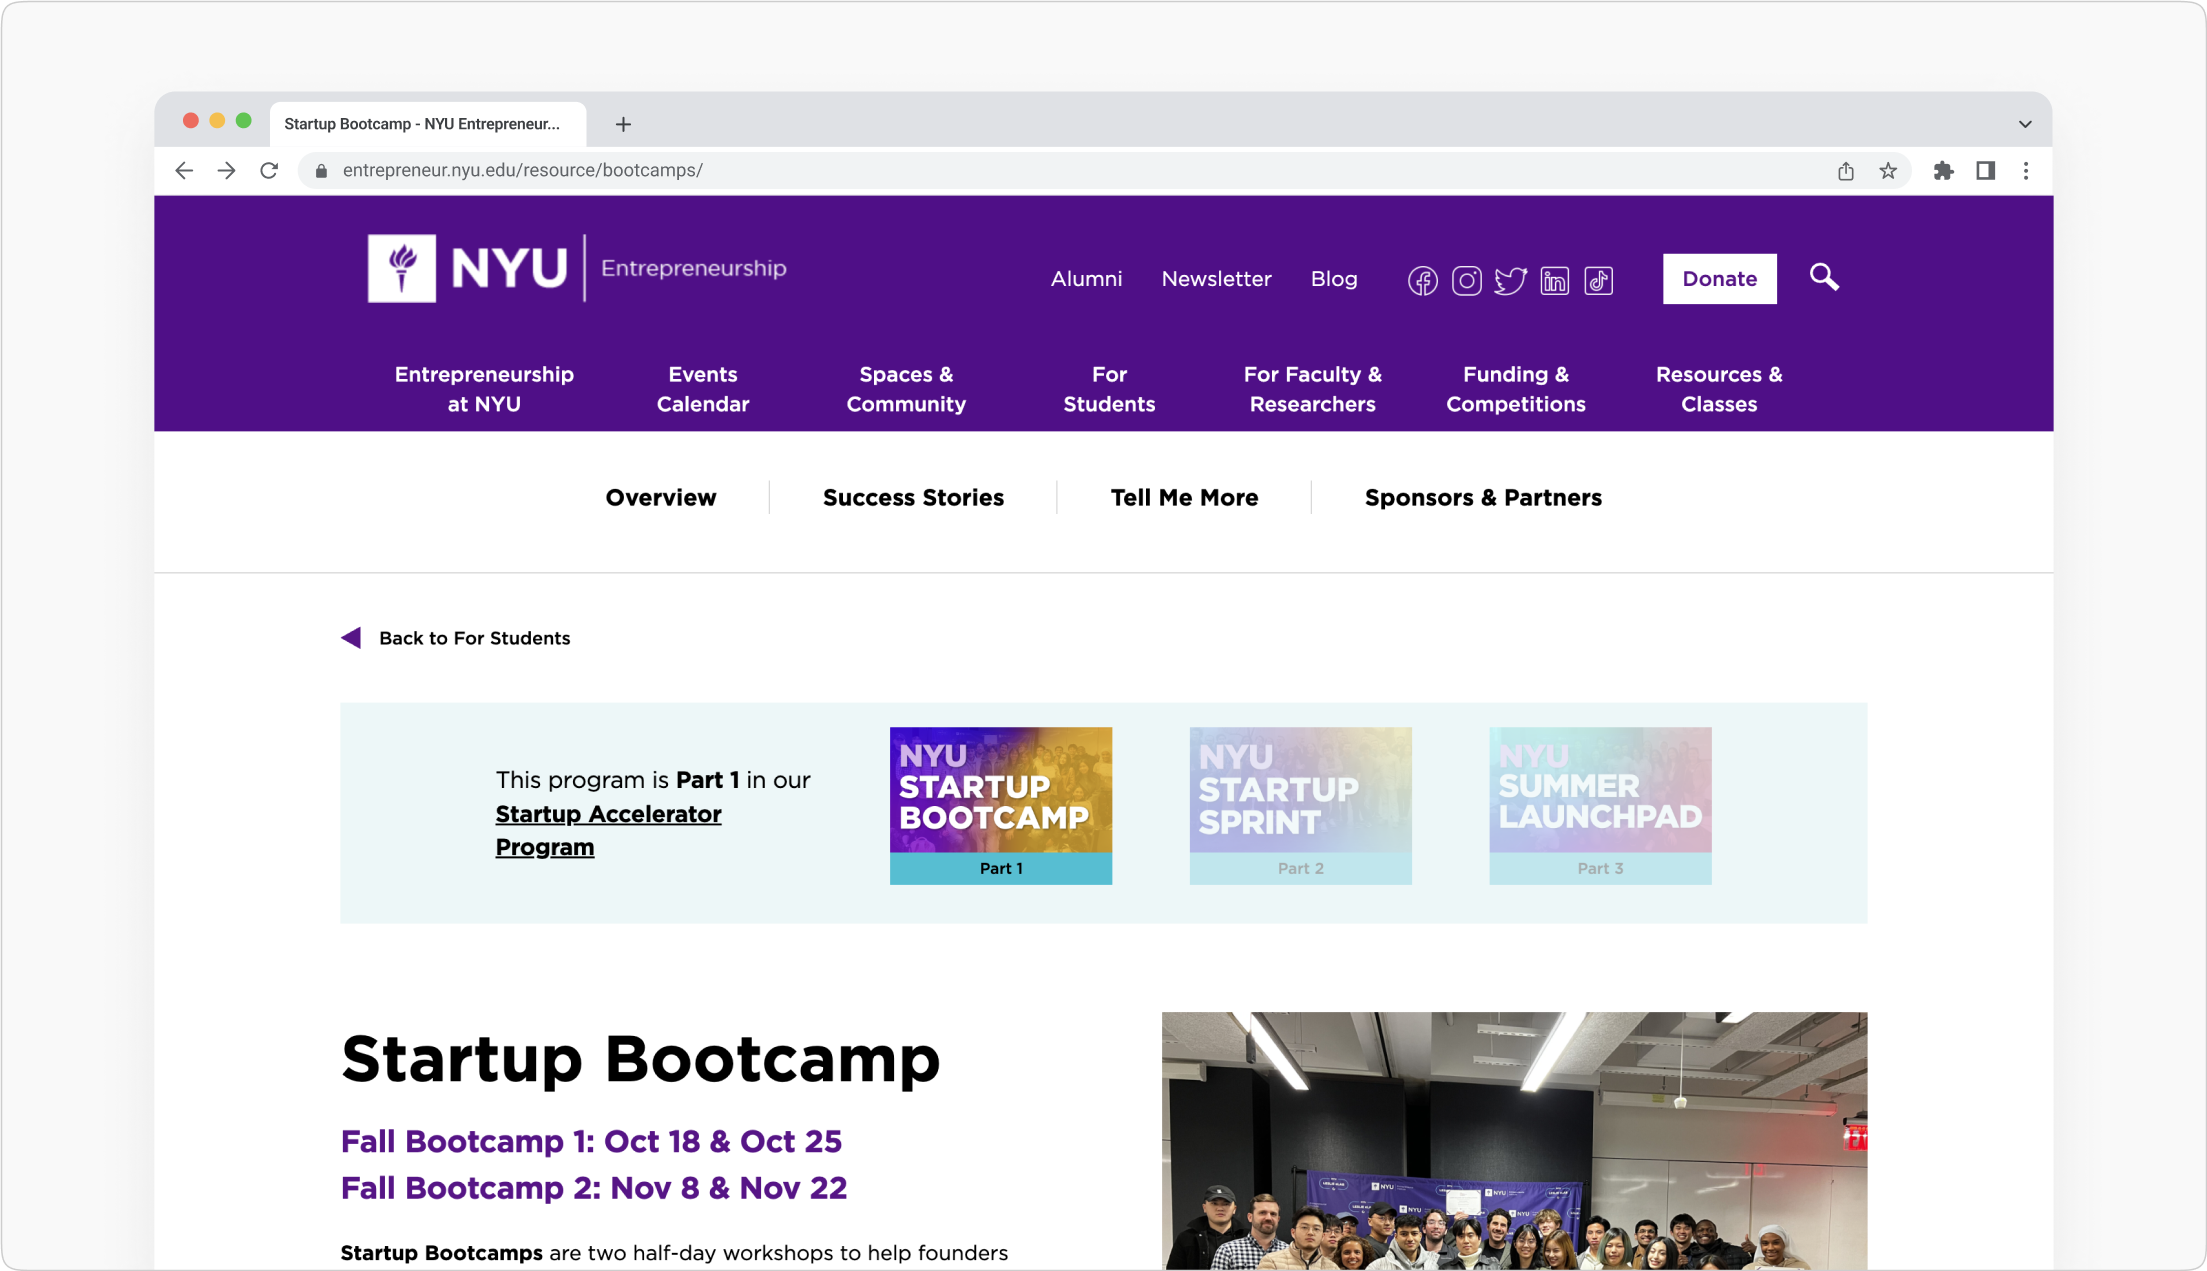 Startup Bootcamp - NYU Entrepreneur...
entrepreneur.nyu.edu/resource/bootcamps/
NYU Entrepreneurship
Alumni Newsletter Blog Donate
Entrepreneurship at NYU
Events Calendar
Spaces & Community
For Students
For Faculty & Researchers
Funding & Competitions
Resources & Classes
Overview Success Stories Tell Me More Sponsors & Partners
Back to For Students
This program is Part 1 in our
Startup Accelerator
Program
NYU
STARTUP
BOOTCAMP
Part 1
NYU
STARTUP
SPRINT
Part 2
NYU
SUMMER
LAUNCHPAD
Part 3
Startup Bootcamp
Fall Bootcamp 1: Oct 18 & Oct 25
Fall Bootcamp 2: Nov 8 & Nov 22
Startup Bootcamps are two half-day workshops to help founders
NYU
NYU
NYU
NYU